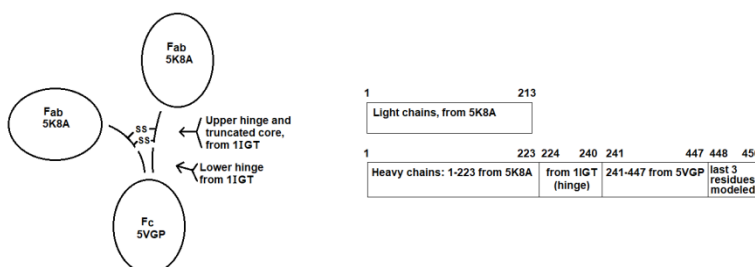 Fab
5K8A
Fab
5K8A
SS
SS
Upper hinge and
truncated core,
from 1IGT
Lower hinge
from 1IGT
Fc
5VGP
1 213
Light chains, from 5K8A
1 223 224 240 241 447 448 450
Heavy chains: 1-223 from 5K8A from 1IGT 241-447 from 5VGP last 3
(hinge) residues
modeled